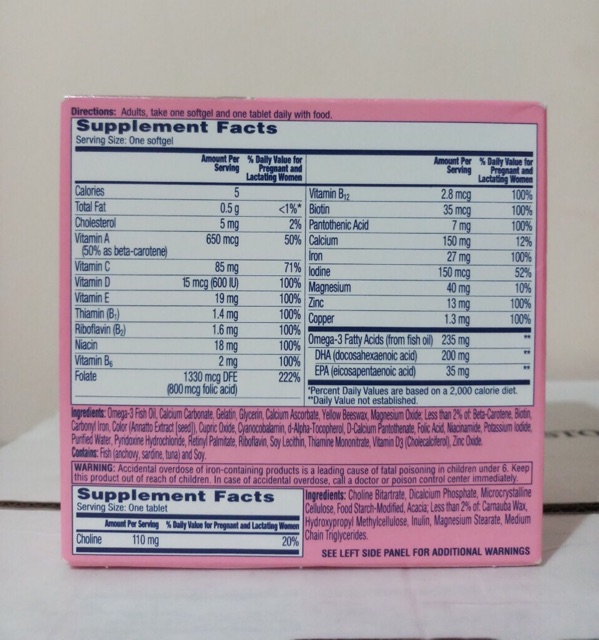 Directions: Adults, take one softgel and one tablet daily with food.
Supplement Facts
Serving Size: One softgel
Amount Per Serving % Daily Value for Pregnant and Lactating Women
Calories 5
Total Fat 0.5 g <1%*
Cholesterol 5 mg 2%
Vitamin A 650 mcg 50%
(50% as beta-carotene)
Vitamin C 85 mg 71%
Vitamin D 15 mcg (600 IU) 100%
Vitamin E 19 mg 100%
Thiamin (B₁) 1.4 mg 100%
Riboflavin (B₂) 1.6 mg 100%
Niacin 18 mg 100%
Vitamin B₆ 2 mg 100%
Folate 1330 mcg DFE 222%
(800 mcg folic acid)
Amount Per Serving % Daily Value for Pregnant and Lactating Women
Vitamin B₁₂ 2.8 mcg 100%
Biotin 35 mcg 100%
Pantothenic Acid 7 mg 100%
Calcium 150 mg 12%
Iron 27 mg 100%
Iodine 150 mcg 52%
Magnesium 40 mg 10%
Zinc 13 mg 100%
Copper 1.3 mg 100%
Omega-3 Fatty Acids (from fish oil) 235 mg **
DHA (docosahexaenoic acid) 200 mg **
EPA (eicosapentaenoic acid) 35 mg **
*Percent Daily Values are based on a 2,000 calorie diet.
**Daily Value not established.
Ingredients: Omega-3 Fish Oil, Calcium Carbonate, Gelatin, Glycerin, Calcium Ascorbate, Yellow Beeswax, Magnesium Oxide; Less than 2% of: Beta-Carotene, Biotin,
Carbonyl Iron, Color (Annatto Extract [seed]), Cupric Oxide, Cyanocobalamin, d-Alpha-Tocopherol, D-Calcium Pantothenate, Folic Acid, Niacinamide, Potassium Iodide,
Purified Water, Pyridoxine Hydrochloride, Retinyl Palmitate, Riboflavin, Soy Lecithin, Thiamine Mononitrate, Vitamin D3 (Cholecalciferol), Zinc Oxide.
Contains: Fish (anchovy, sardine, tuna) and Soy.
WARNING: Accidental overdose of iron-containing products is a leading cause of fatal poisoning in children under 6. Keep
this product out of reach of children. In case of accidental overdose, call a doctor or poison control center immediately.
Supplement Facts
Serving Size: One tablet
Amount Per Serving % Daily Value for Pregnant and Lactating Women
Choline 110 mg 20%
Ingredients: Choline Bitartrate, Dicalcium Phosphate, Microcrystalline
Cellulose, Food Starch-Modified, Acacia; Less than 2% of: Carnauba Wax,
Hydroxypropyl Methylcellulose, Inulin, Magnesium Stearate, Medium
Chain Triglycerides.
SEE LEFT SIDE PANEL FOR ADDITIONAL WARNINGS